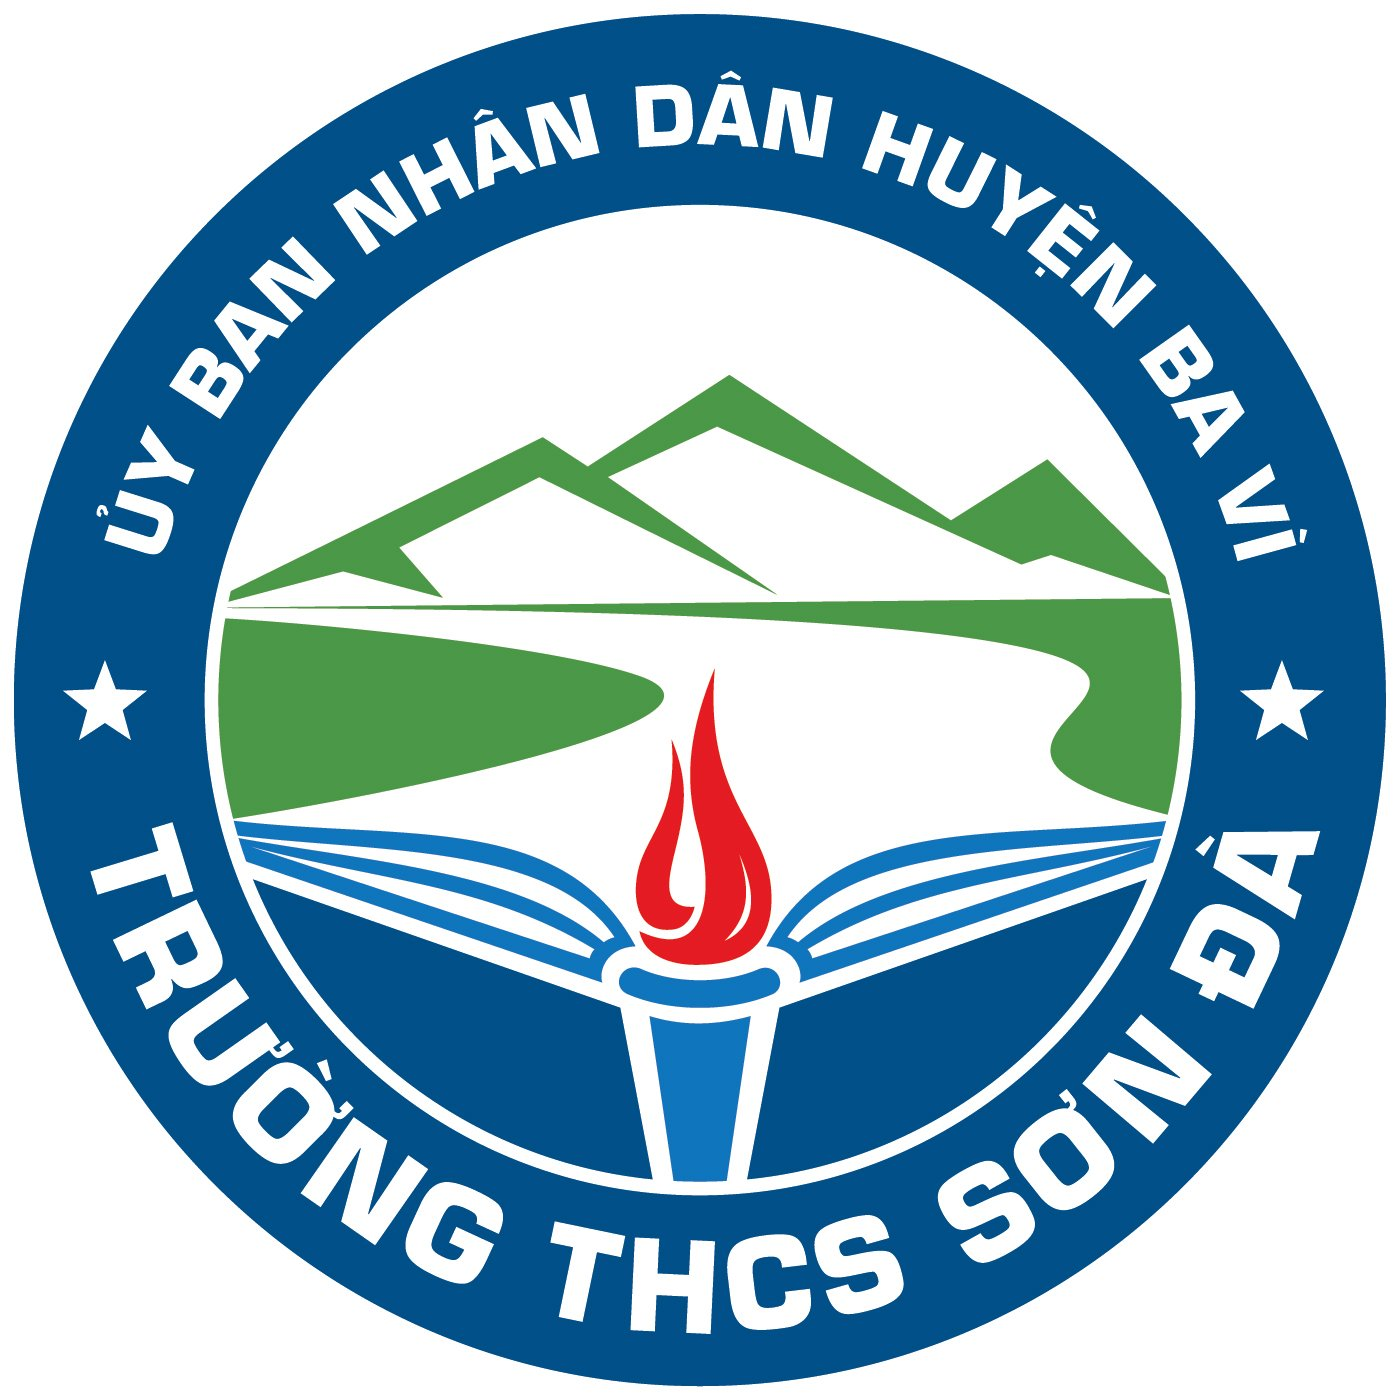 ỦY BAN NHÂN DÂN HUYỆN BA VÌ
TRƯỜNG THCS SƠN ĐÀ